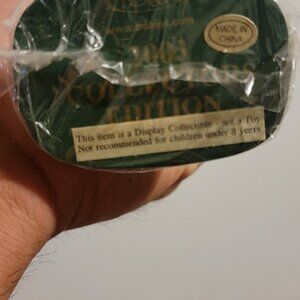 MADE IN
CHINA
2003
COLLECTORS
EDITION
This item is a Display Collectible - not a Toy
Not recommended for children under 8 years